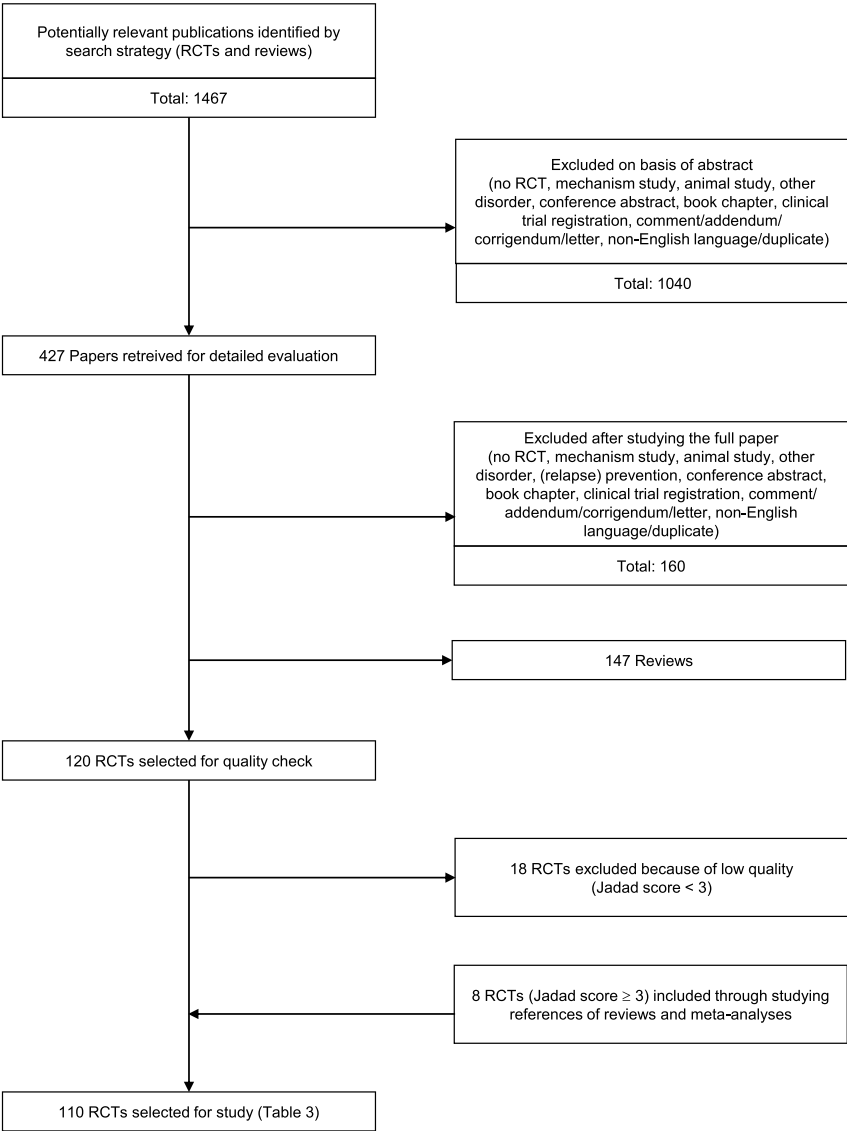 Potentially relevant publications identified by
search strategy (RCTs and reviews)
Total: 1467
Excluded on basis of abstract
(no RCT, mechanism study, animal study, other
disorder, conference abstract, book chapter, clinical
trial registration, comment/addendum/
corrigendum/letter, non-English language/duplicate)
Total: 1040
427 Papers retreived for detailed evaluation
Excluded after studying the full paper
(no RCT, mechanism study, animal study, other
disorder, (relapse) prevention, conference abstract,
book chapter, clinical trial registration, comment/
addendum/corrigendum/letter, non-English
language/duplicate)
Total: 160
147 Reviews
120 RCTs selected for quality check
18 RCTs excluded because of low quality
(Jadad score < 3)
8 RCTs (Jadad score ≥ 3) included through studying
references of reviews and meta-analyses
110 RCTs selected for study (Table 3)